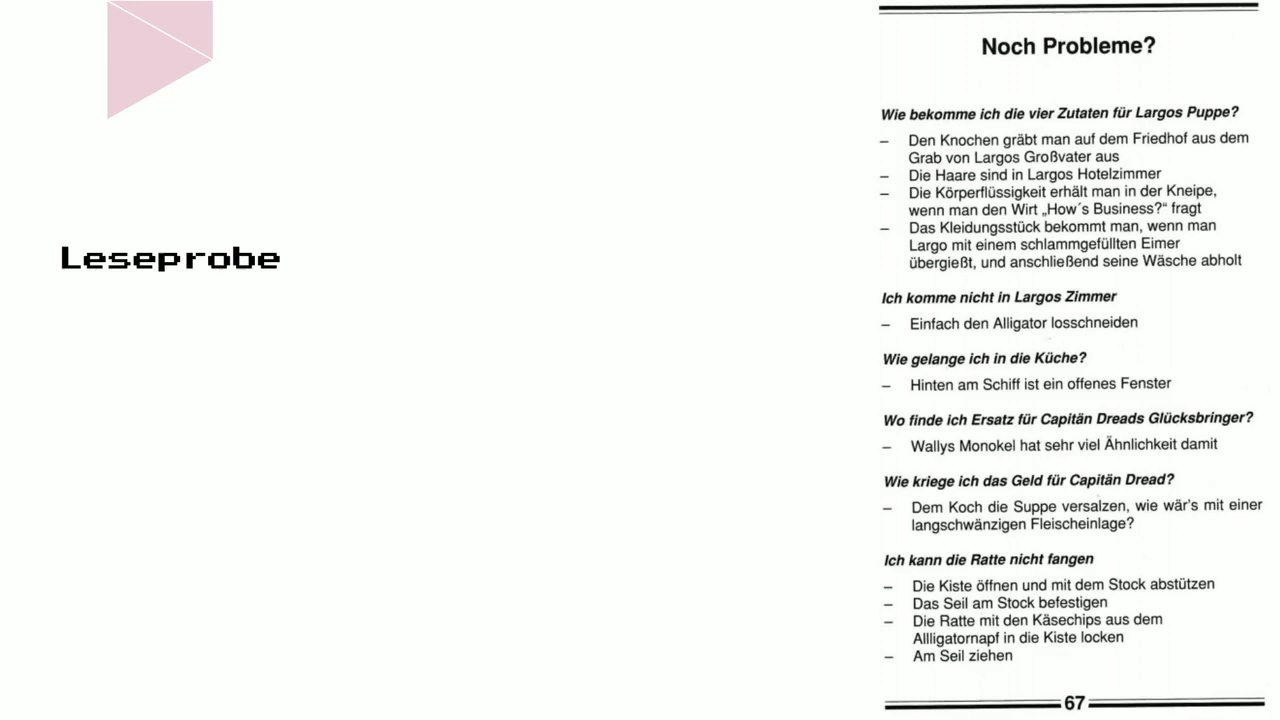 Leseprobe
Noch Probleme?
Wie bekomme ich die vier Zutaten für Largos Puppe?
– Den Knochen gräbt man auf dem Friedhof aus dem
Grab von Largos Großvater aus
– Die Haare sind in Largos Hotelzimmer
– Die Körperflüssigkeit erhält man in der Kneipe,
wenn man den Wirt „How´s Business?“ fragt
– Das Kleidungsstück bekommt man, wenn man
Largo mit einem schlammgefüllten Eimer
übergießt, und anschließend seine Wäsche abholt
Ich komme nicht in Largos Zimmer
– Einfach den Alligator losschneiden
Wie gelange ich in die Küche?
– Hinten am Schiff ist ein offenes Fenster
Wo finde ich Ersatz für Capitän Dreads Glücksbringer?
– Wallys Monokel hat sehr viel Ähnlichkeit damit
Wie kriege ich das Geld für Capitän Dread?
– Dem Koch die Suppe versalzen, wie wär's mit einer
langschwänzigen Fleischeinlage?
Ich kann die Ratte nicht fangen
– Die Kiste öffnen und mit dem Stock abstützen
– Das Seil am Stock befestigen
– Die Ratte mit den Käsechips aus dem
Allligatornapf in die Kiste locken
– Am Seil ziehen
67